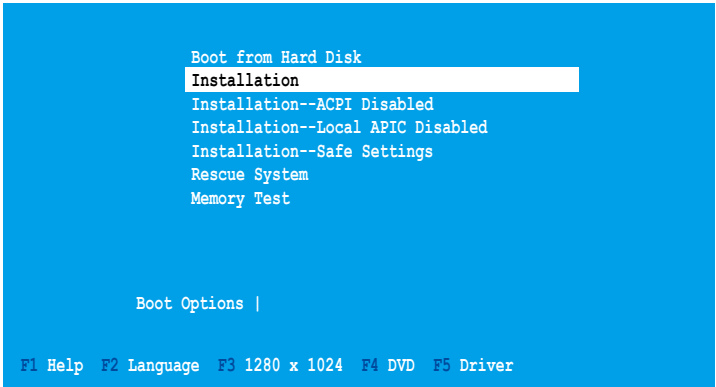 Boot from Hard Disk
Installation
Installation--ACPI Disabled
Installation--Local APIC Disabled
Installation--Safe Settings
Rescue System
Memory Test
Boot Options |
F1 Help F2 Language F3 1280 x 1024 F4 DVD F5 Driver